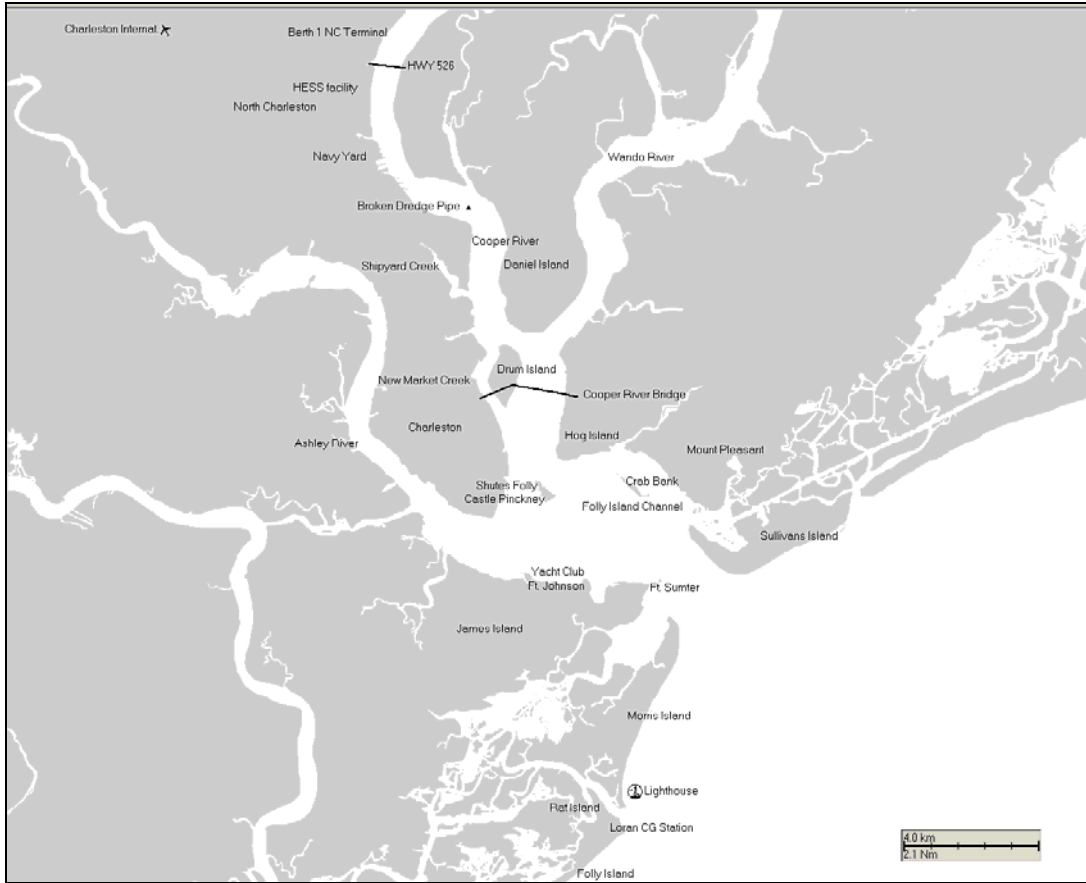 Charleston Internat.
Berth 1 NC Terminal
HWY 526
HESS facility
North Charleston
Navy Yard
Wando River
Broken Dredge Pipe
Cooper River
Daniel Island
Shipyard Creek
Drum Island
New Market Creek
Cooper River Bridge
Charleston
Hog Island
Ashley River
Mount Pleasant
Crab Bank
Shutes Folly
Castle Pinckney
Folly Island Channel
Sullivans Island
Yacht Club
Ft. Johnson
Ft. Sumter
James Island
Morris Island
Lighthouse
Rat Island
Loran CG Station
4.0 km
2.1 Nm
Folly Island